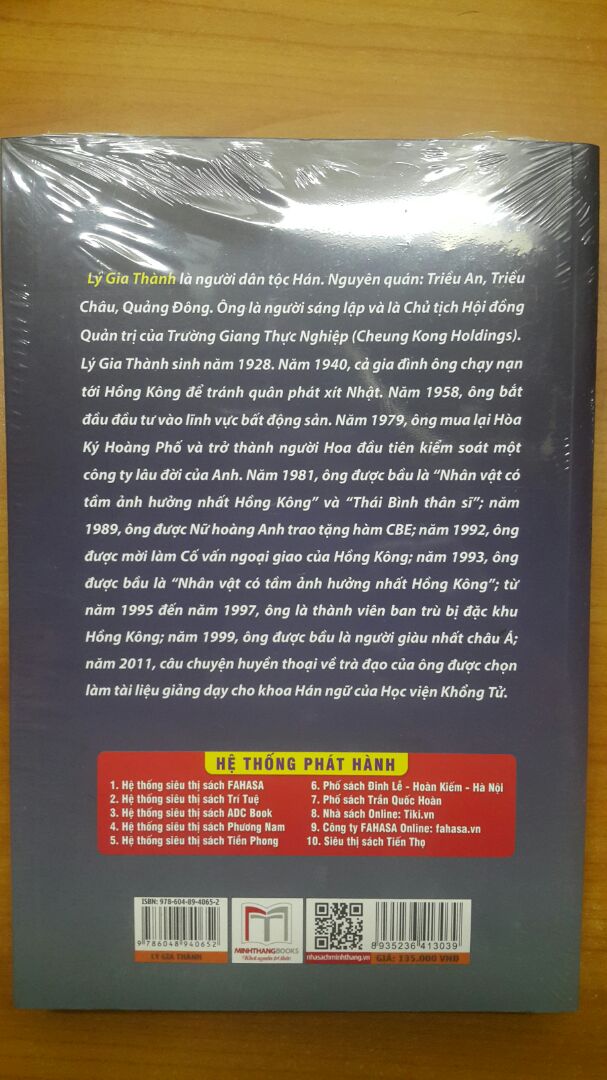 Lý Gia Thành là người dân tộc Hán. Nguyên quán: Triều An, Triều
Châu, Quảng Đông. Ông là người sáng lập và là Chủ tịch Hội đồng
Quản trị của Trường Giang Thực Nghiệp (Cheung Kong Holdings).
Lý Gia Thành sinh năm 1928. Năm 1940, cả gia đình ông chạy nạn
tới Hồng Kông để tránh quân phát xít Nhật. Năm 1958, ông bắt
đầu đầu tư vào lĩnh vực bất động sản. Năm 1979, ông mua lại Hòa
Ký Hoàng Phố và trở thành người Hoa đầu tiên kiểm soát một
công ty lâu đời của Anh. Năm 1981, ông được bầu là “Nhân vật có
tầm ảnh hưởng nhất Hồng Kông” và “Thái Bình thân sĩ”; năm
1989, ông được Nữ hoàng Anh trao tặng hàm CBE; năm 1992, ông
được mời làm Cố vấn ngoại giao của Hồng Kông; năm 1993, ông
được bầu là “Nhân vật có tầm ảnh hưởng nhất Hồng Kông”; từ
năm 1995 đến năm 1997, ông là thành viên ban trù bị đặc khu
Hồng Kông; năm 1999, ông được bầu là người giàu nhất châu Á;
năm 2011, câu chuyện huyền thoại về trà đạo của ông được chọn
làm tài liệu giảng dạy cho khoa Hán ngữ của Học viện Khổng Tử.
HỆ THỐNG PHÁT HÀNH
1. Hệ thống siêu thị sách FAHASA
2. Hệ thống siêu thị sách Trí Tuệ
3. Hệ thống siêu thị sách ADC Book
4. Hệ thống siêu thị sách Phương Nam
5. Hệ thống siêu thị sách Tiền Phong
6. Phố sách Đinh Lễ - Hoàn Kiếm - Hà Nội
7. Phố sách Trần Quốc Hoàn
8. Nhà sách Online: Tiki.vn
9. Công ty FAHASA Online: fahasa.vn
10. Siêu thị sách Tiến Thọ
ISBN: 978-604-89-4065-2
9 786048 940652
LÝ GIA THÀNH
MINHTHANGBOOKS
"Khơi nguồn tri thức"
nhasachminhthang.vn
8 935236 413039
GIÁ: 135.000 VNĐ